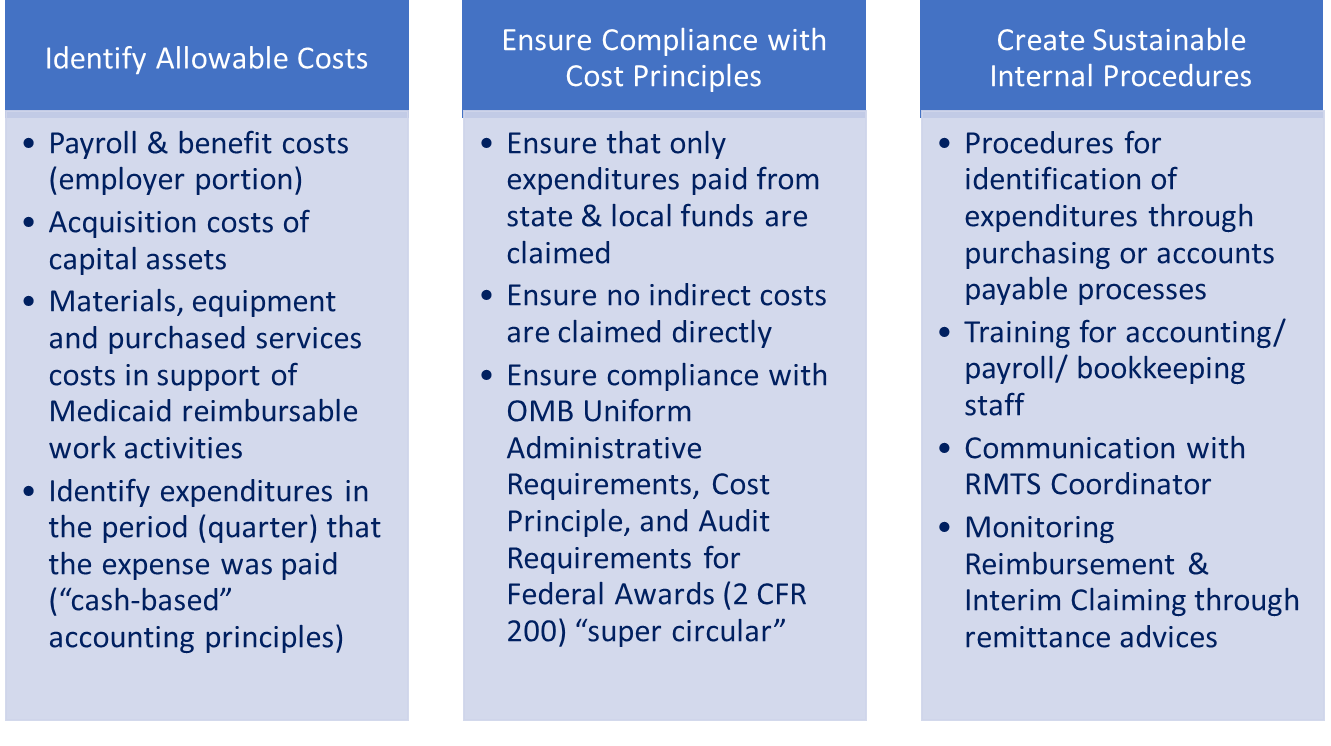 Identify Allowable Costs
• Payroll & benefit costs
(employer portion)
• Acquisition costs of
capital assets
• Materials, equipment
and purchased services
costs in support of
Medicaid reimbursable
work activities
• Identify expenditures in
the period (quarter) that
the expense was paid
(“cash-based”
accounting principles)
Ensure Compliance with
Cost Principles
• Ensure that only
expenditures paid from
state & local funds are
claimed
• Ensure no indirect costs
are claimed directly
• Ensure compliance with
OMB Uniform
Administrative
Requirements, Cost
Principle, and Audit
Requirements for
Federal Awards (2 CFR
200) “super circular”
Create Sustainable
Internal Procedures
• Procedures for
identification of
expenditures through
purchasing or accounts
payable processes
• Training for accounting/
payroll/ bookkeeping
staff
• Communication with
RMTS Coordinator
• Monitoring
Reimbursement &
Interim Claiming through
remittance advices